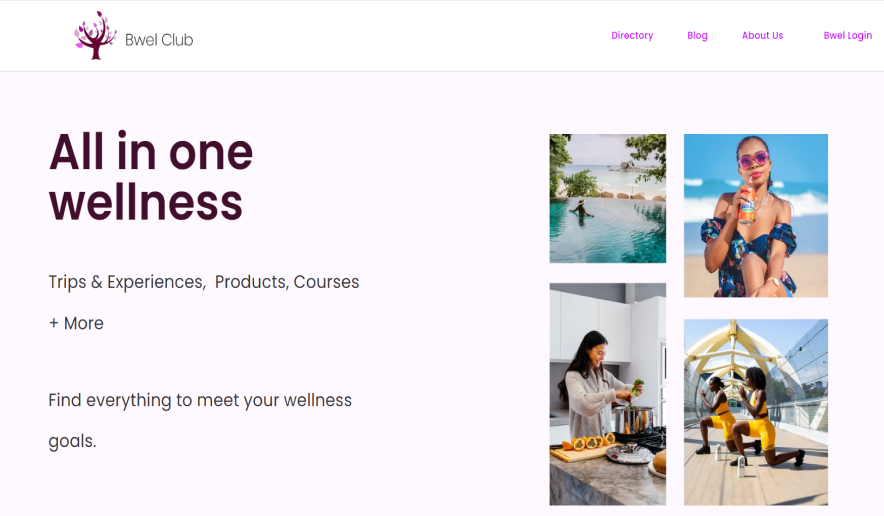 Bwel Club
Directory Blog About Us Bwel Login
All in one
wellness
Trips & Experiences, Products, Courses
+ More
Find everything to meet your wellness
goals.